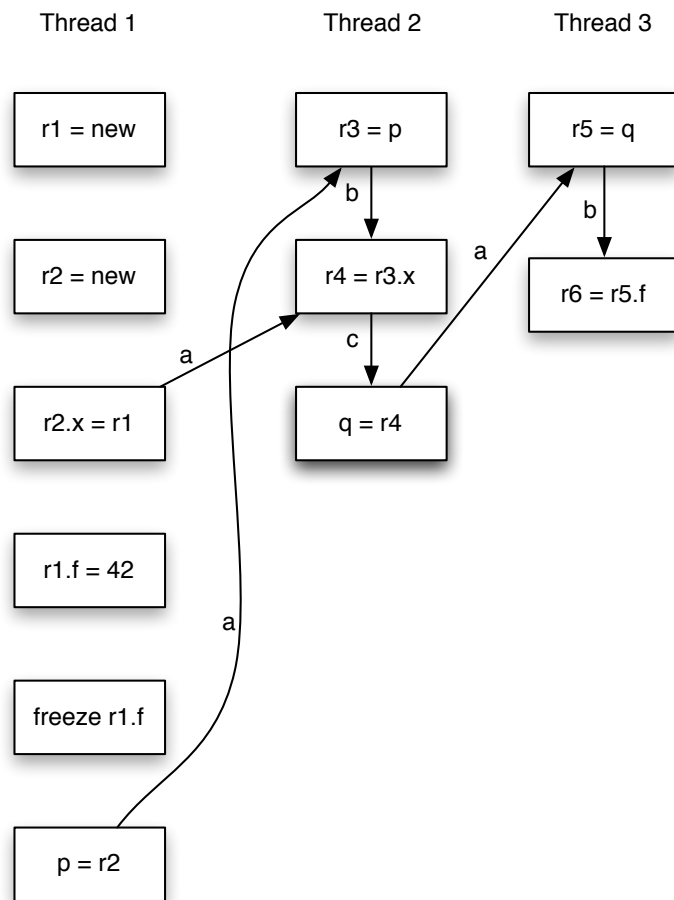 Thread 1
Thread 2
Thread 3
r1 = new
r3 = p
r5 = q
b
r2 = new
r4 = r3.x
b
a
r6 = r5.f
a
c
r2.x = r1
q = r4
r1.f = 42
a
freeze r1.f
p = r2